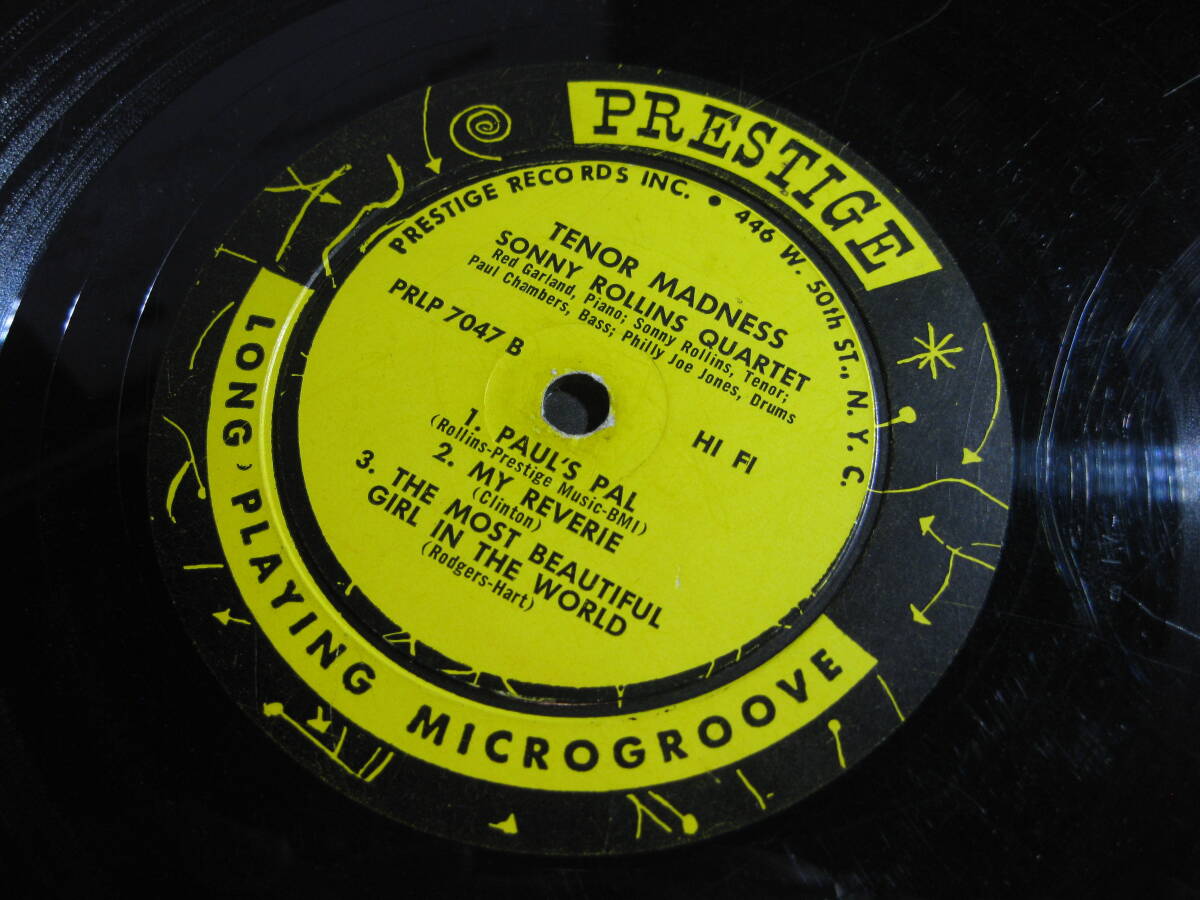 PRESTIGE
PRESTIGE RECORDS INC. • 446 W. 50th ST., N. Y. C.
TENOR MADNESS
SONNY ROLLINS QUARTET
Red Garland, Piano; Sonny Rollins, Tenor;
Paul Chambers, Bass; Philly Joe Jones, Drums
PRLP 7047 B
HI FI
1. PAUL'S PAL
(Rollins-Prestige Music-BMI)
2. MY REVERIE
(Clinton)
3. THE MOST BEAUTIFUL
GIRL IN THE WORLD
(Rodgers-Hart)
LONG PLAYING MICROGROOVE